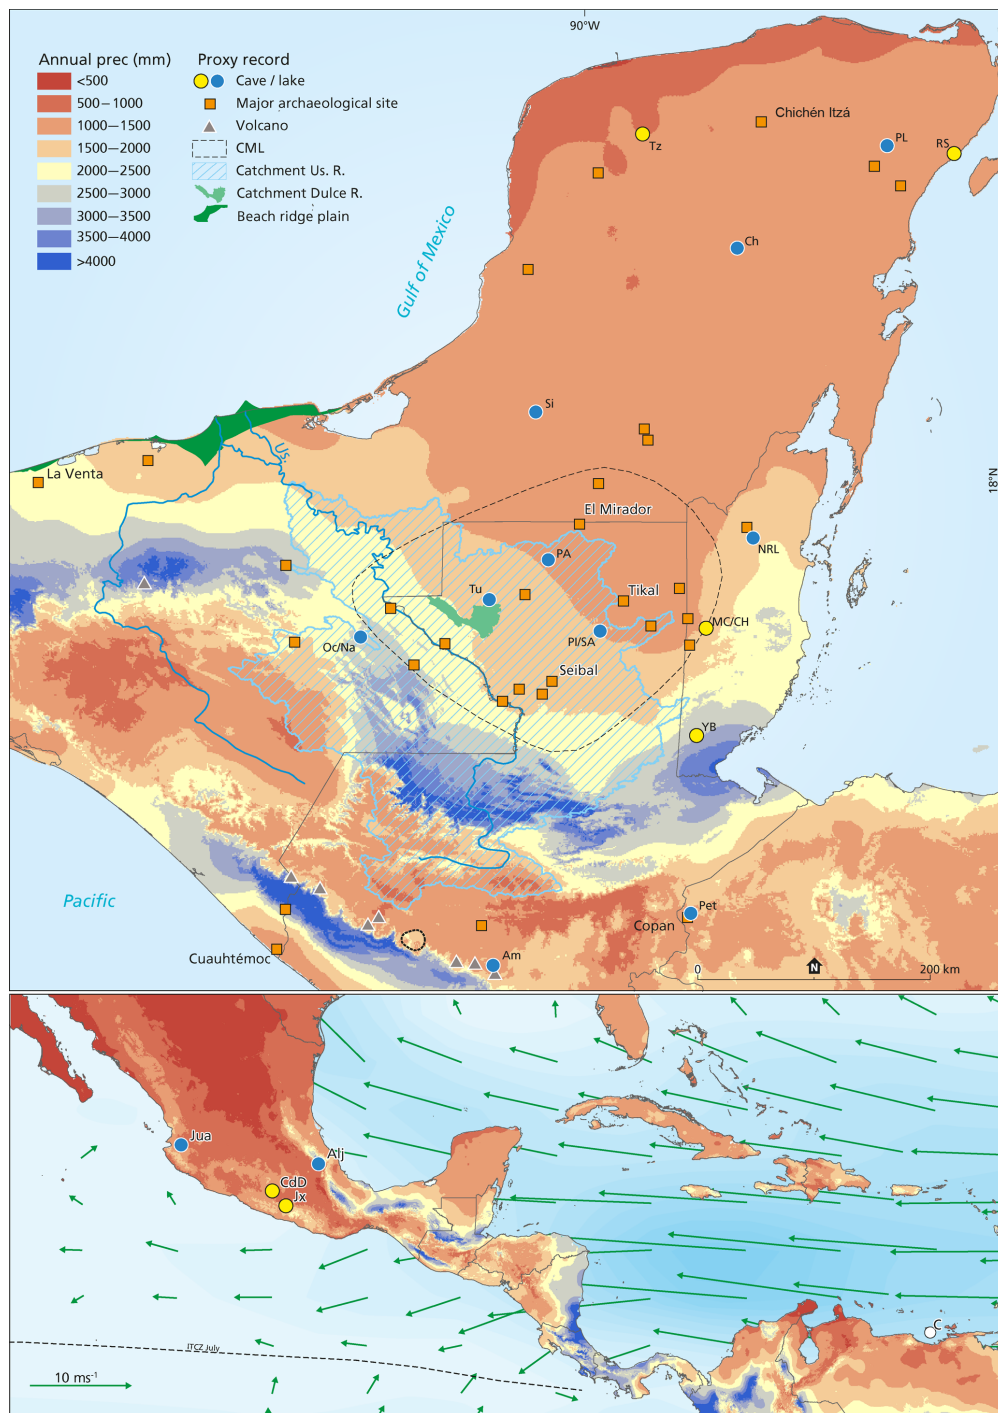 90°W
Annual prec (mm)
<500
500–1000
1000–1500
1500–2000
2000–2500
2500–3000
3000–3500
3500–4000
>4000
Proxy record
Cave / lake
Major archaeological site
Volcano
CML
Catchment Us. R.
Catchment Dulce R.
Beach ridge plain
Chichén Itzá
PL
RS
Tz
Ch
Gulf of Mexico
Si
Us.
La Venta
18°N
El Mirador
NRL
PA
Tu
Tikal
MC/CH
PI/SA
Oc/Na
Seibal
YB
Pacific
Pet
Copan
Cuauhtémoc
Am
0
N
200 km
Jua
Alj
CdD
Jx
C
ITCZ July
10 ms-1